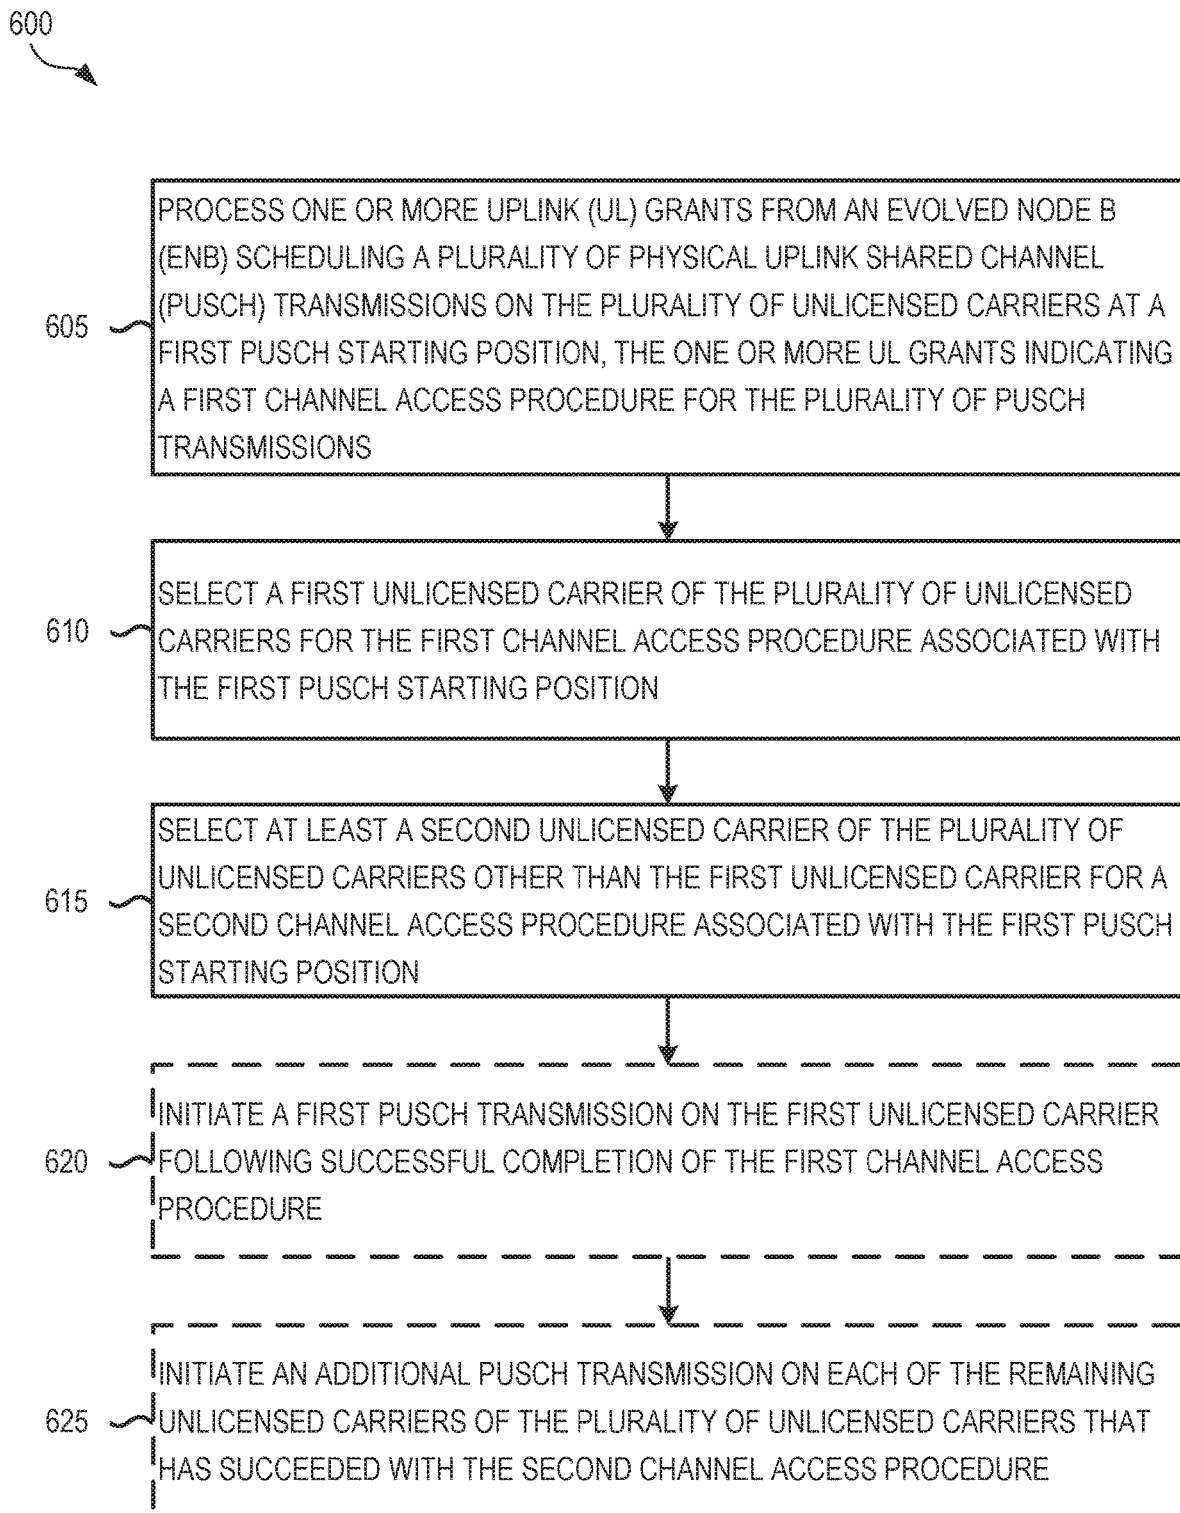 600
PROCESS ONE OR MORE UPLINK (UL) GRANTS FROM AN EVOLVED NODE B
(ENB) SCHEDULING A PLURALITY OF PHYSICAL UPLINK SHARED CHANNEL
(PUSCH) TRANSMISSIONS ON THE PLURALITY OF UNLICENSED CARRIERS AT A
605
FIRST PUSCH STARTING POSITION, THE ONE OR MORE UL GRANTS INDICATING
A FIRST CHANNEL ACCESS PROCEDURE FOR THE PLURALITY OF PUSCH
TRANSMISSIONS
SELECT A FIRST UNLICENSED CARRIER OF THE PLURALITY OF UNLICENSED
610
CARRIERS FOR THE FIRST CHANNEL ACCESS PROCEDURE ASSOCIATED WITH
THE FIRST PUSCH STARTING POSITION
SELECT AT LEAST A SECOND UNLICENSED CARRIER OF THE PLURALITY OF
UNLICENSED CARRIERS OTHER THAN THE FIRST UNLICENSED CARRIER FOR A
615
SECOND CHANNEL ACCESS PROCEDURE ASSOCIATED WITH THE FIRST PUSCH
STARTING POSITION
INITIATE A FIRST PUSCH TRANSMISSION ON THE FIRST UNLICENSED CARRIER
620
FOLLOWING SUCCESSFUL COMPLETION OF THE FIRST CHANNEL ACCESS
PROCEDURE
INITIATE AN ADDITIONAL PUSCH TRANSMISSION ON EACH OF THE REMAINING
625
UNLICENSED CARRIERS OF THE PLURALITY OF UNLICENSED CARRIERS THAT
HAS SUCCEEDED WITH THE SECOND CHANNEL ACCESS PROCEDURE